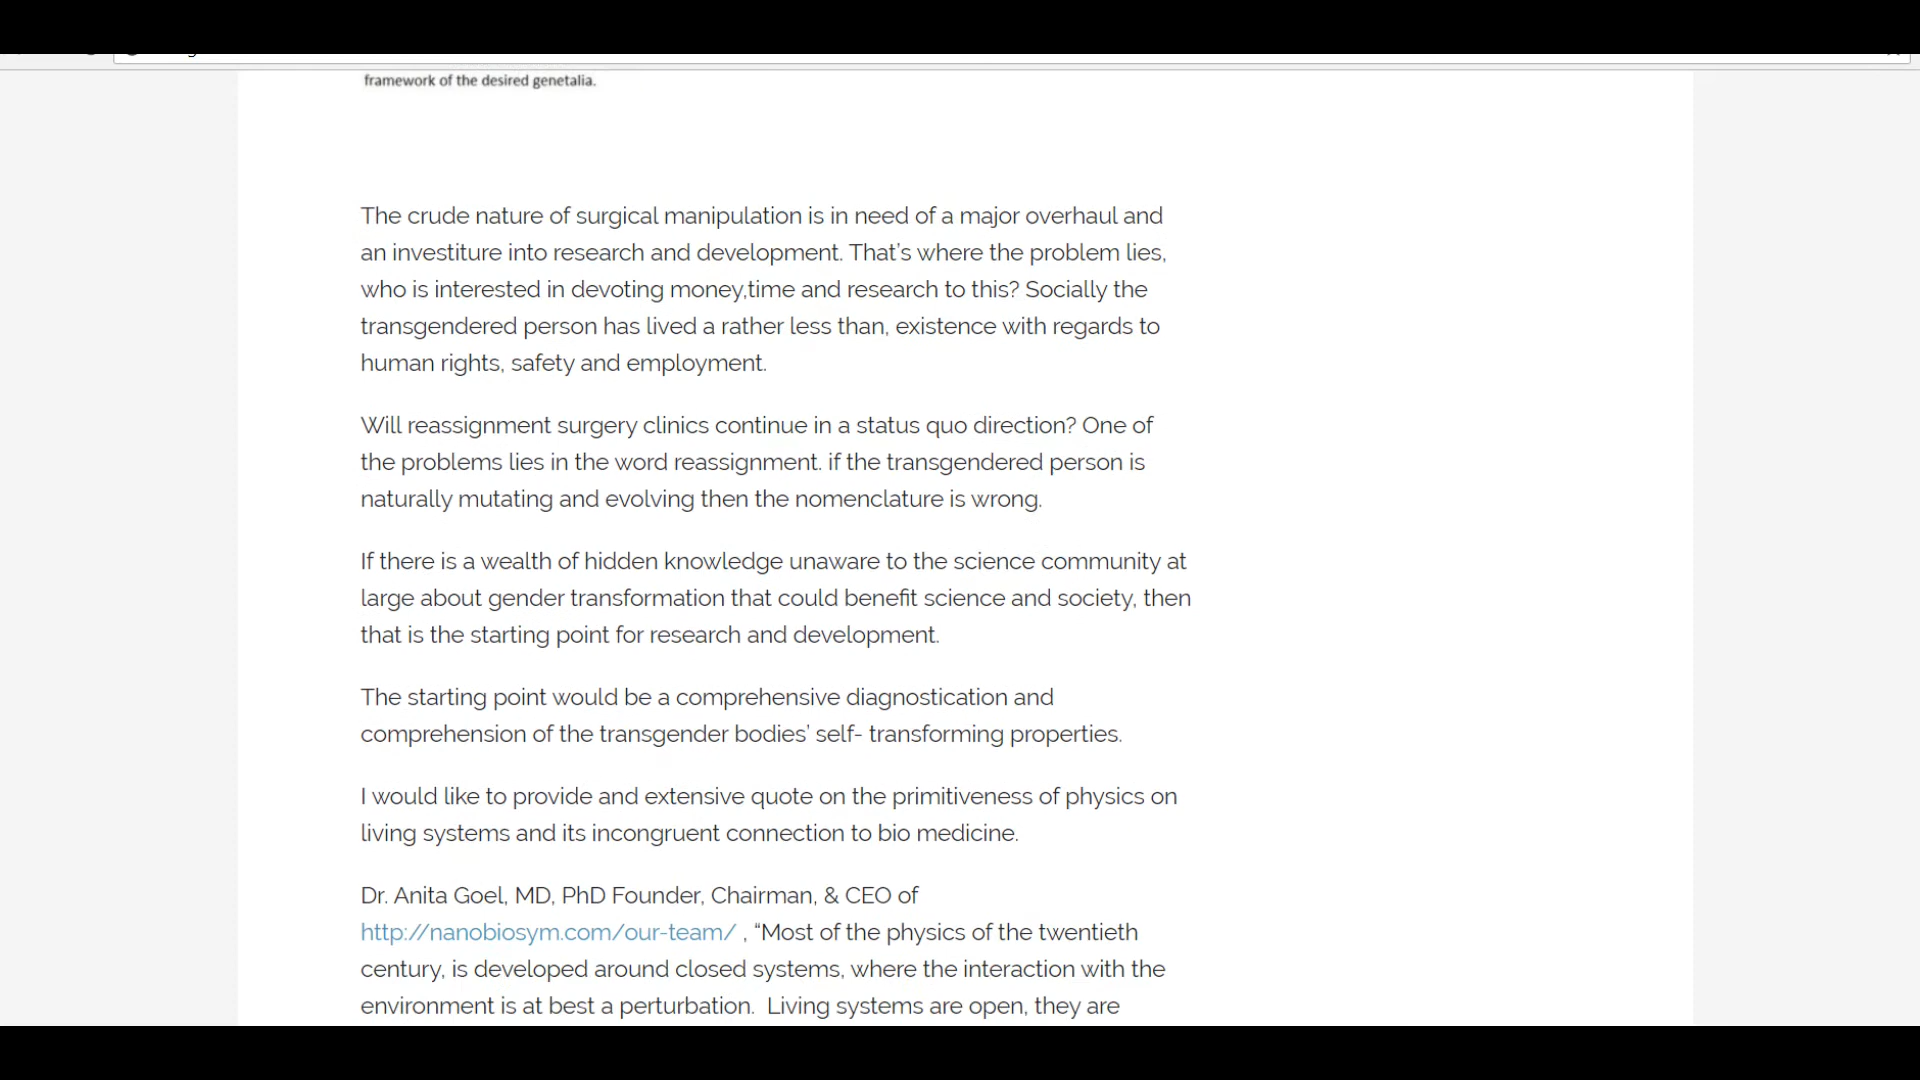 framework of the desired genetalia.
The crude nature of surgical manipulation is in need of a major overhaul and
an investiture into research and development. That’s where the problem lies,
who is interested in devoting money,time and research to this? Socially the
transgendered person has lived a rather less than, existence with regards to
human rights, safety and employment.
Will reassignment surgery clinics continue in a status quo direction? One of
the problems lies in the word reassignment. if the transgendered person is
naturally mutating and evolving then the nomenclature is wrong.
If there is a wealth of hidden knowledge unaware to the science community at
large about gender transformation that could benefit science and society, then
that is the starting point for research and development.
The starting point would be a comprehensive diagnostication and
comprehension of the transgender bodies’ self- transforming properties.
I would like to provide and extensive quote on the primitiveness of physics on
living systems and its incongruent connection to bio medicine.
Dr. Anita Goel, MD, PhD Founder, Chairman, & CEO of
http://nanobiosym.com/our-team/ , “Most of the physics of the twentieth
century, is developed around closed systems, where the interaction with the
environment is at best a perturbation.  Living systems are open, they are